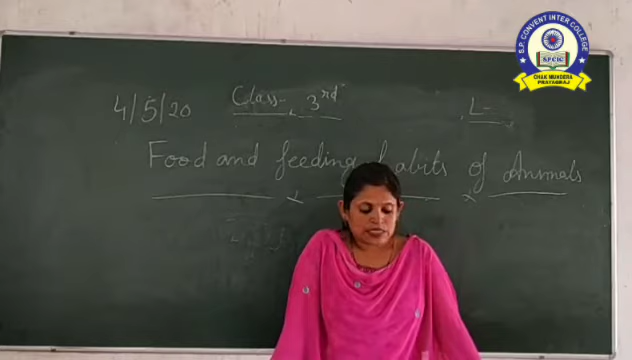 S.P. CONVENT INTER COLLEGE
SPCIC
CHAK MUNDERA
PRAYAGRAJ
4/5/20 Class- 3rd L-
Food and feeding habits of Animals